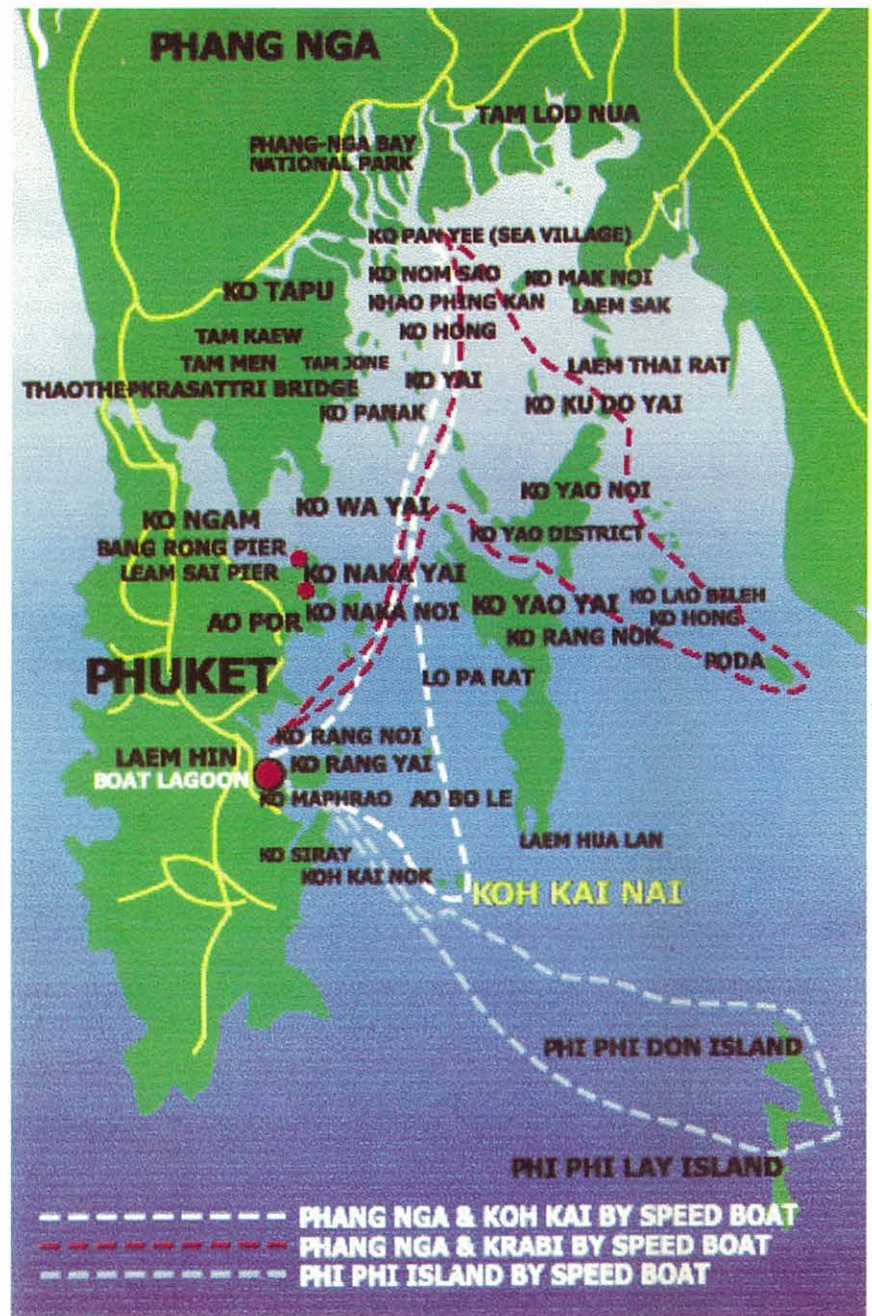 PHANG NGA
TAM LOD NUA
PHANG-NGA BAY
NATIONAL PARK
KO PAN YEE (SEA VILLAGE)
KO NOM SAO
KO MAK NOI
KO TAPU
KHAO PHING KAN
LAEM SAK
TAM KAEW
KO HONG
TAM MEN
TAM JONE
LAEM THAI RAT
THAOTHEPKRASATTRI BRIDGE
KO YAI
KO PANAK
KO KU DO YAI
KO YAO NOI
KO WA YAI
KO NGAM
KO YAO DISTRICT
BANG RONG PIER
LEAM SAI PIER
KO NAKA YAI
KO YAO YAI
KO LAO BILEH
KO HONG
AO POR
KO NAKA NOI
KO RANG NOK
PODA
PHUKET
LO PA RAT
KO RANG NOI
LAEM HIN
KO RANG YAI
BOAT LAGOON
KO MAPHRAO
AO BO LE
LAEM HUA LAN
KO SIRAY
KOH KAI NOK
KOH KAI NAI
PHI PHI DON ISLAND
PHI PHI LAY ISLAND
PHANG NGA & KOH KAI BY SPEED BOAT
PHANG NGA & KRABI BY SPEED BOAT
PHI PHI ISLAND BY SPEED BOAT